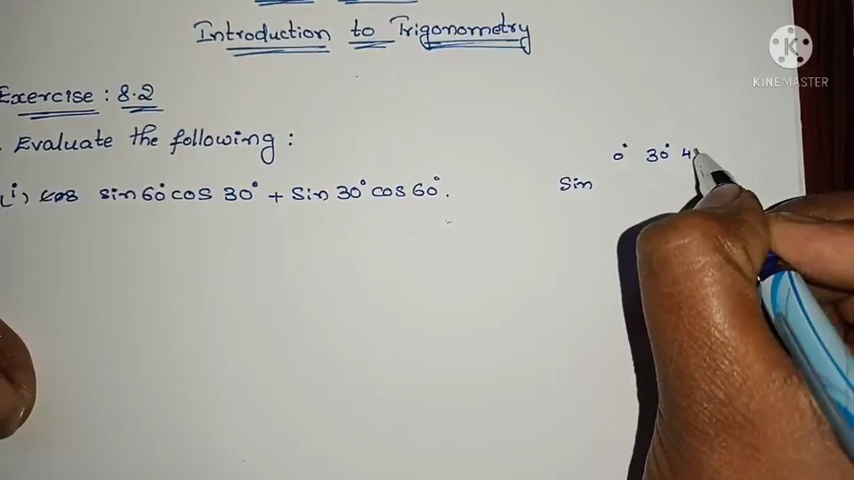 Introduction to Trigonometry
KINEMASTER
Exercise : 8.2
. Evaluate the following :
0° 30° 4
(i) cos sin 60° cos 30° + Sin 30° cos 60°.
Sin